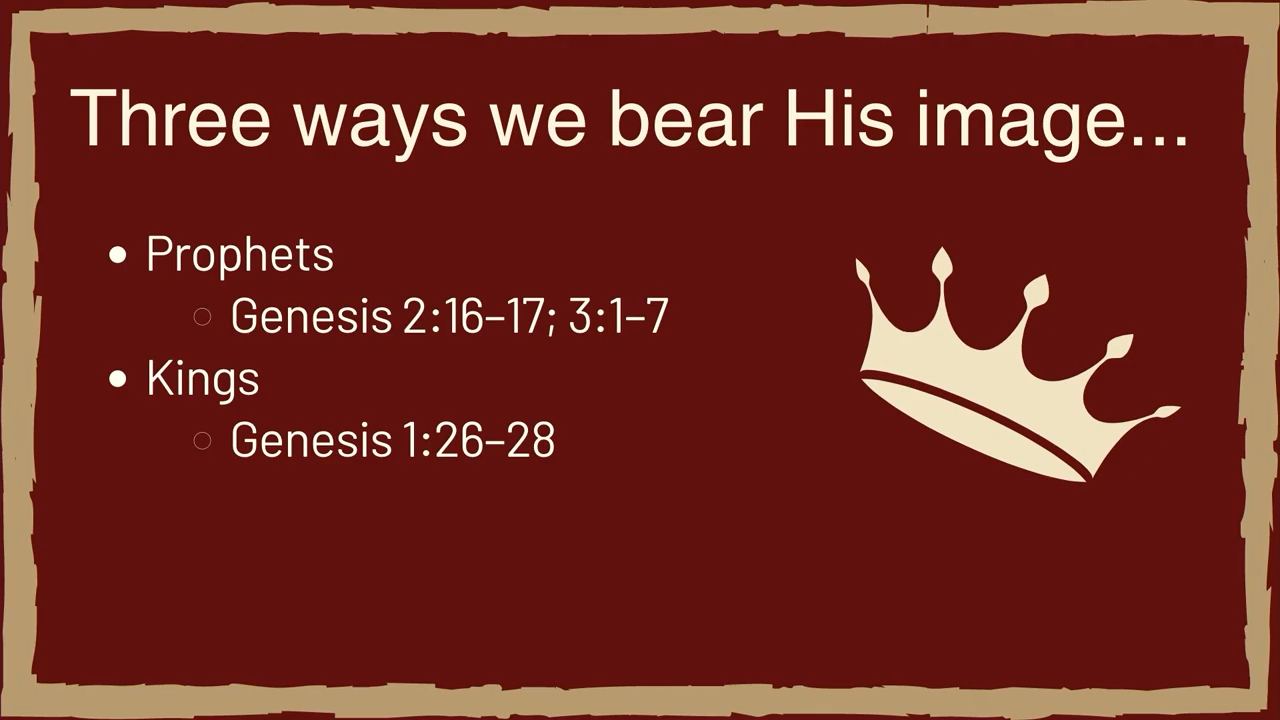 Three ways we bear His image...
• Prophets
○ Genesis 2:16–17; 3:1–7
• Kings
○ Genesis 1:26–28